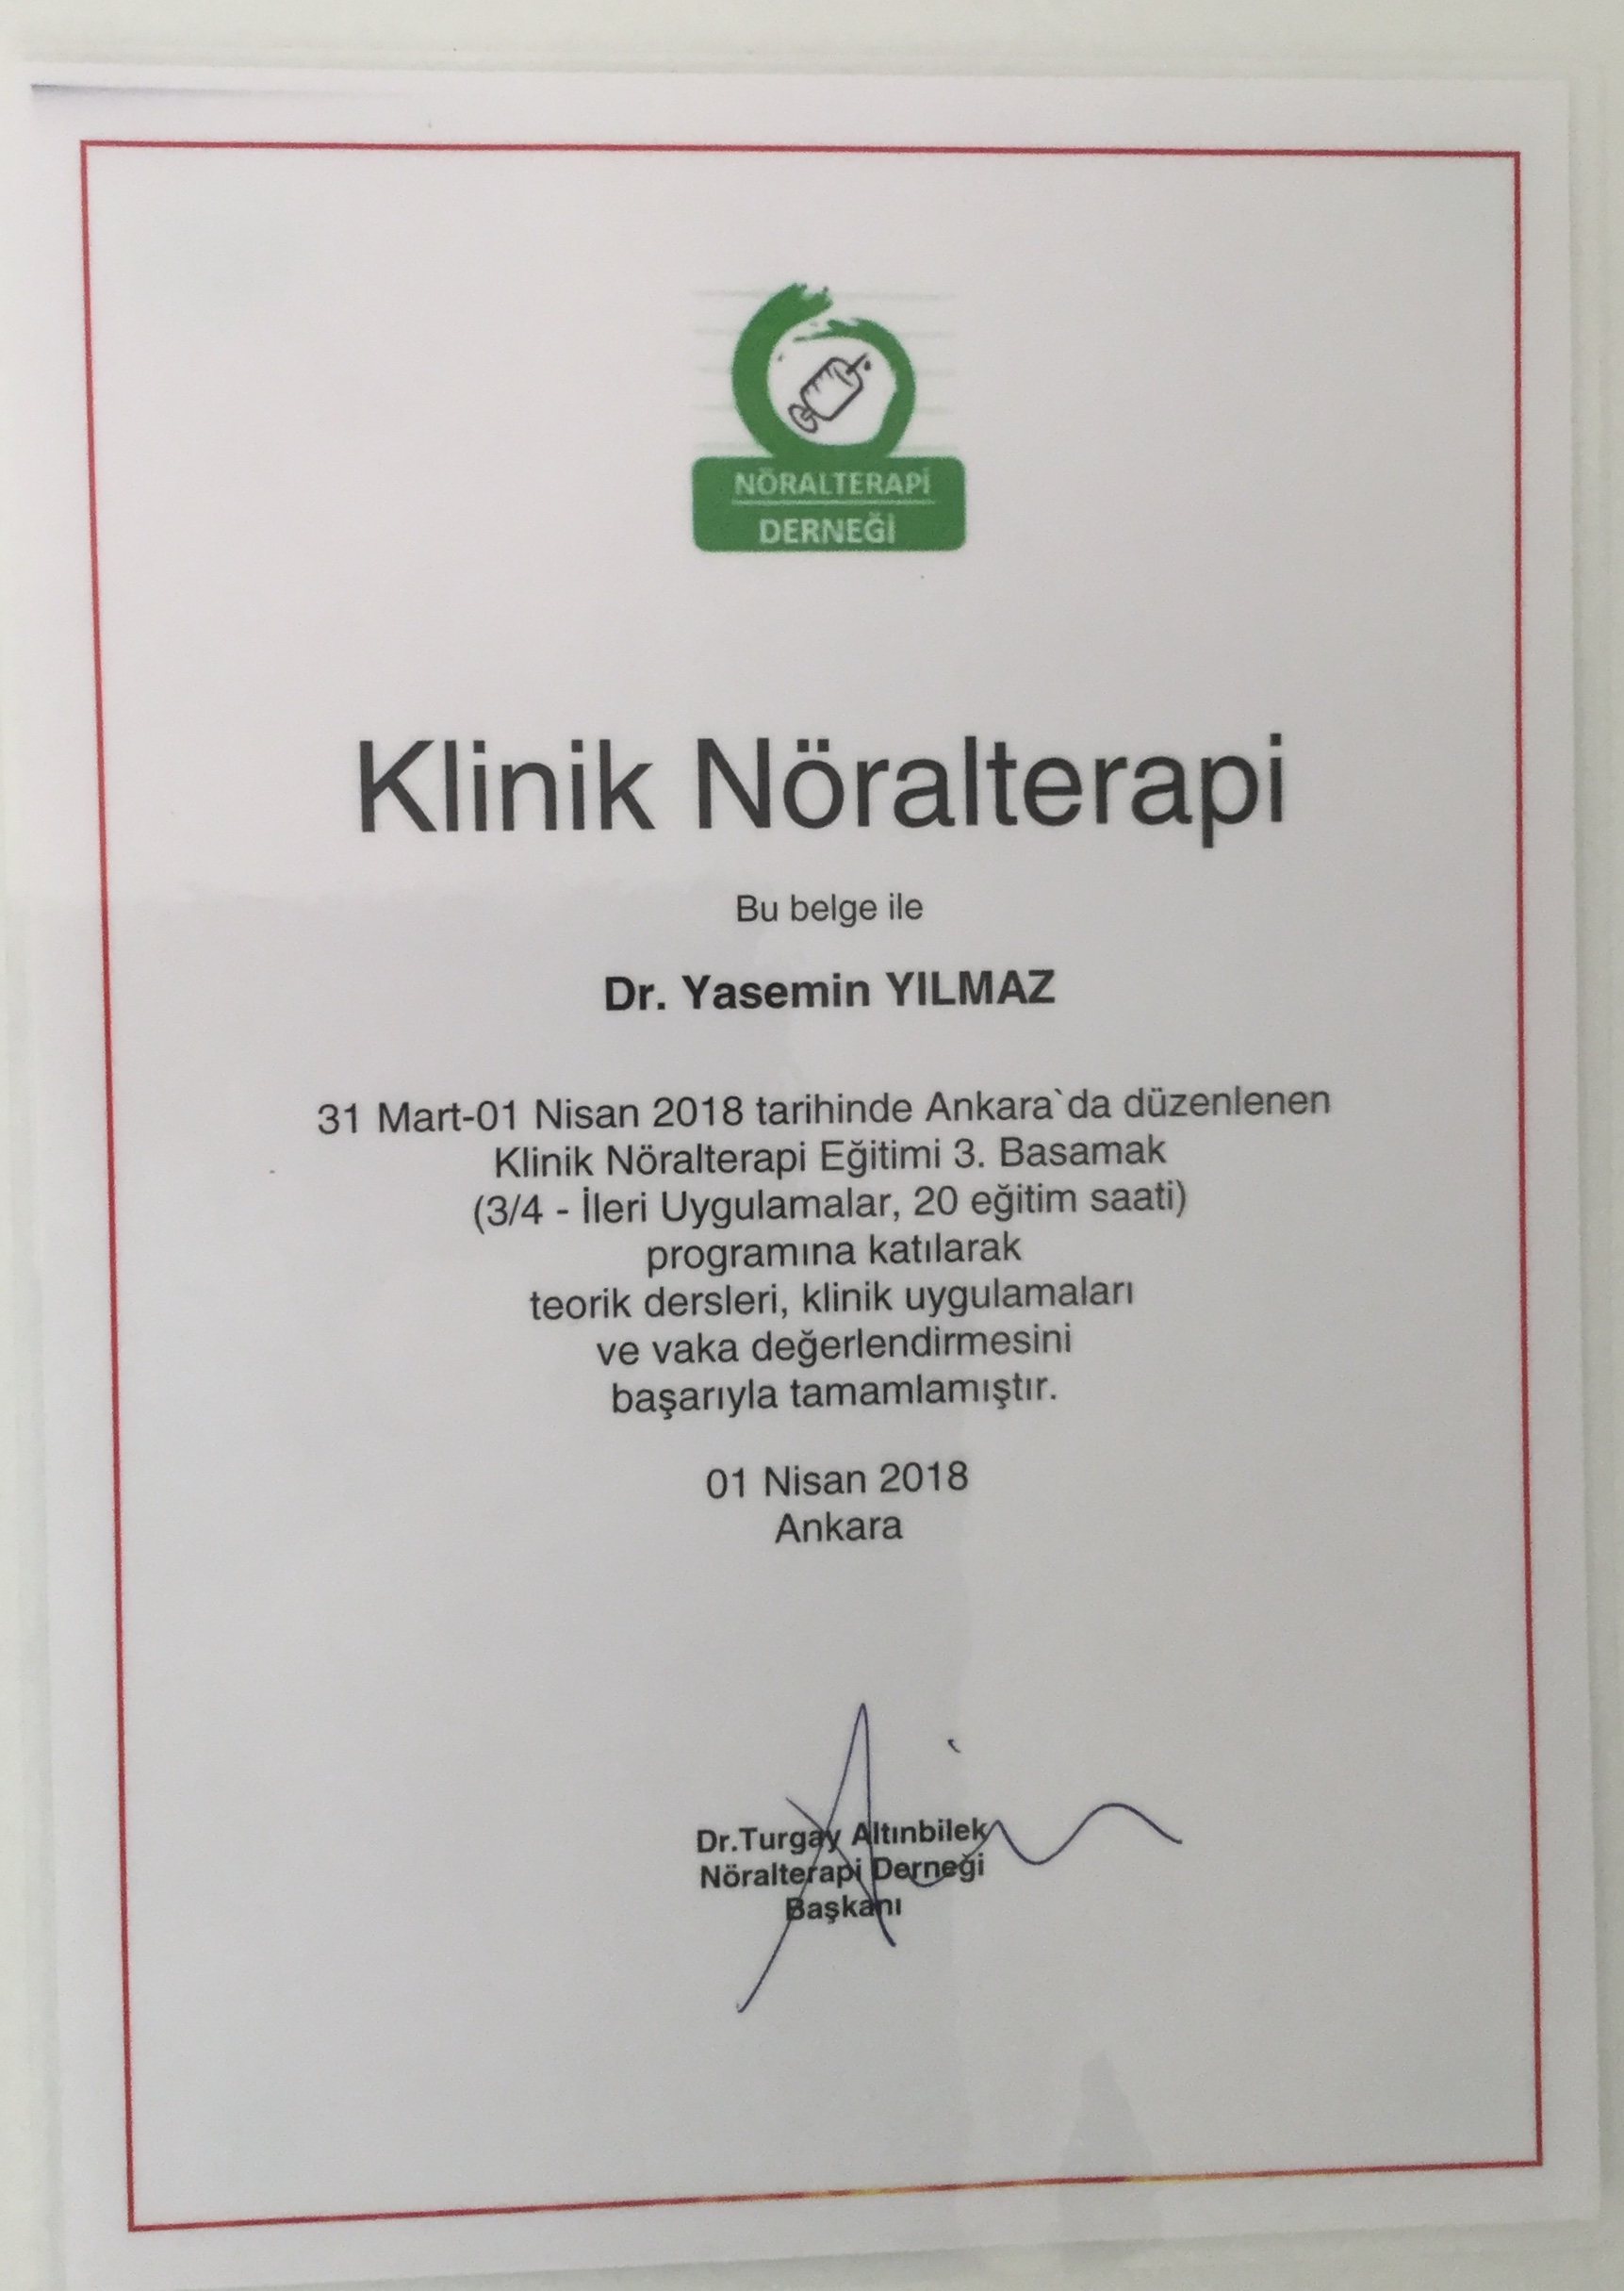 NÖRALTERAPİ
DERNEĞİ
Klinik Nöralterapi
Bu belge ile
Dr. Yasemin YILMAZ
31 Mart-01 Nisan 2018 tarihinde Ankara`da düzenlenen
Klinik Nöralterapi Eğitimi 3. Basamak
(3/4 - İleri Uygulamalar, 20 eğitim saati)
programına katılarak
teorik dersleri, klinik uygulamaları
ve vaka değerlendirmesini
başarıyla tamamlamıştır.
01 Nisan 2018
Ankara
Dr.Turgay Altınbilek
Nöralterapi Derneği
Başkanı